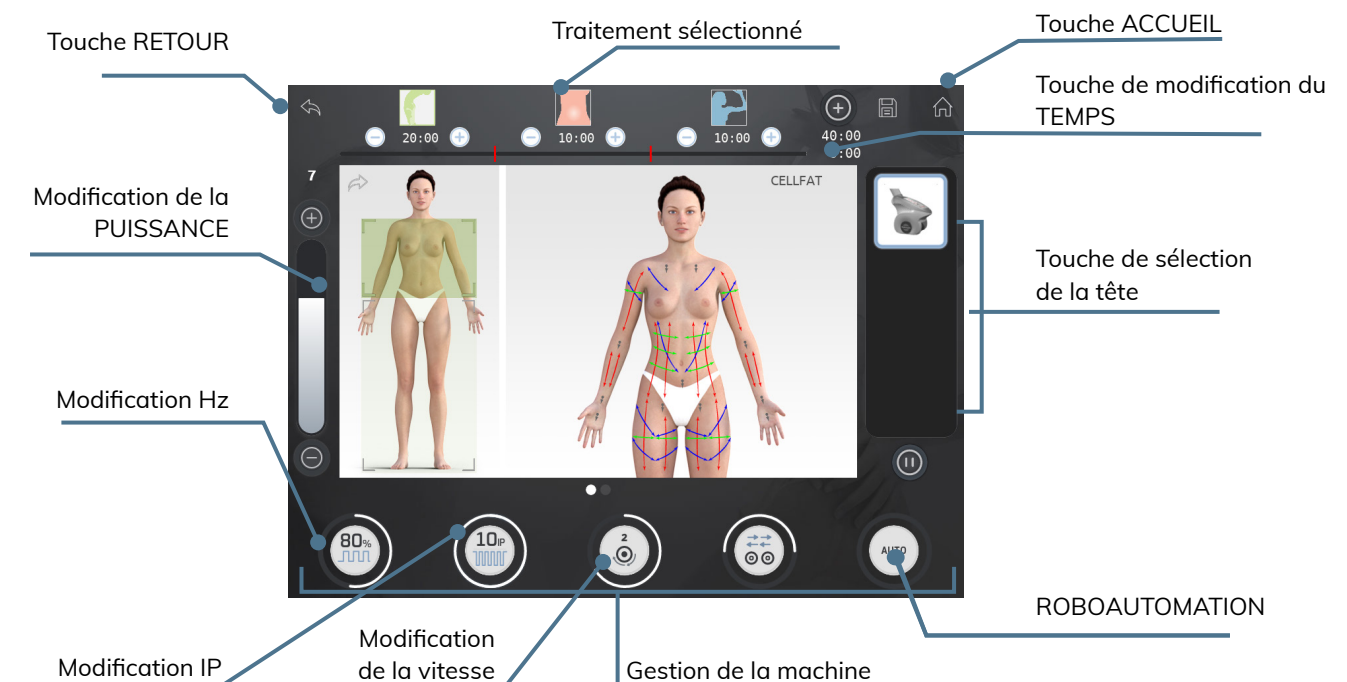 Touche RETOUR
Traitement sélectionné
Touche ACCUEIL
Touche de modification du
TEMPS
20:00
10:00
10:00
40:00
:00
7
CELLFAT
Modification de la
PUISSANCE
Touche de sélection
de la tête
Modification Hz
80%
10IP
2
AUTO
ROBOAUTOMATION
Modification IP
Modification
de la vitesse
Gestion de la machine